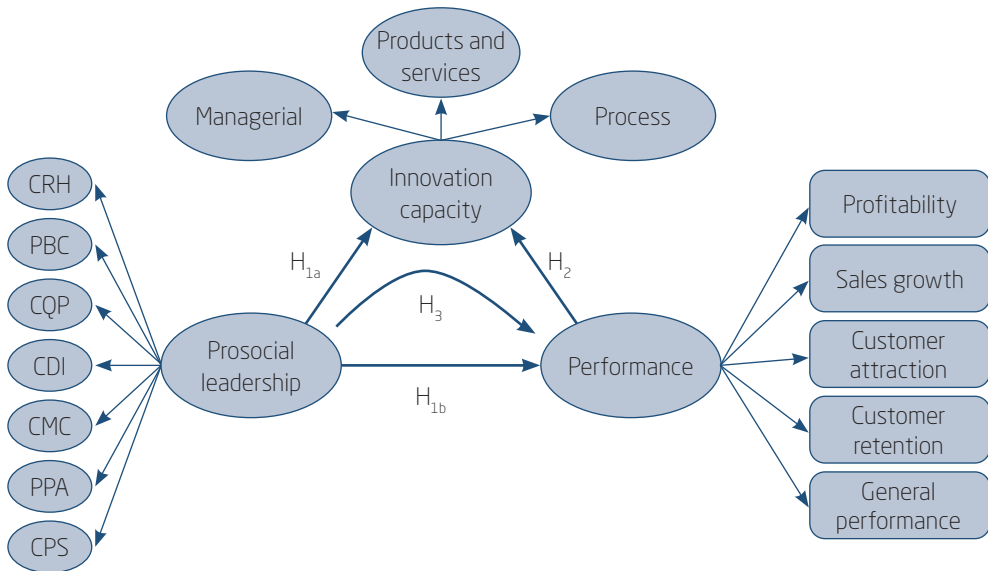 Products and
services
Managerial
Process
Innovation
capacity
CRH
PBC
CQP
CDI
CMC
PPA
CPS
H1a
H2
H3
H1b
Prosocial
leadership
Performance
Profitability
Sales growth
Customer
attraction
Customer
retention
General
performance